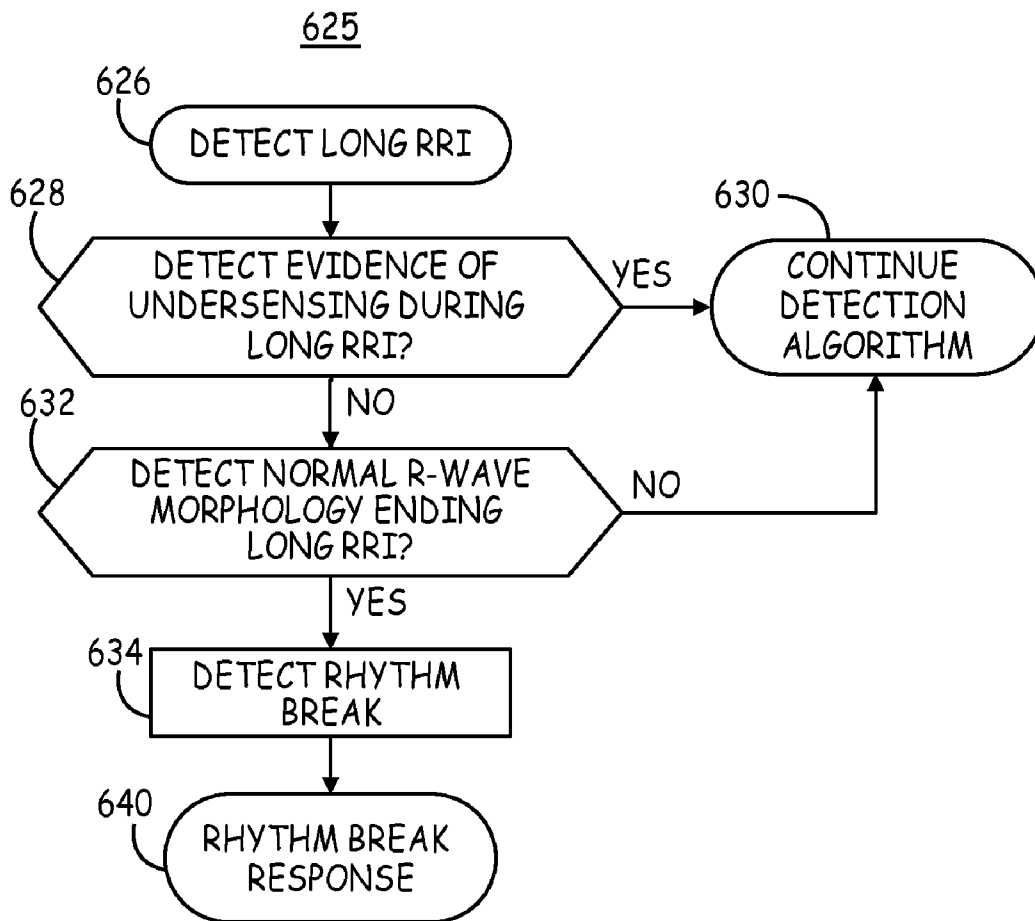 625
626
DETECT LONG RRI
628
DETECT EVIDENCE OF
UNDERSENSING DURING
LONG RRI?
YES
630
CONTINUE
DETECTION
ALGORITHM
NO
632
DETECT NORMAL R-WAVE
MORPHOLOGY ENDING
LONG RRI?
NO
YES
634
DETECT RHYTHM
BREAK
640
RHYTHM BREAK
RESPONSE